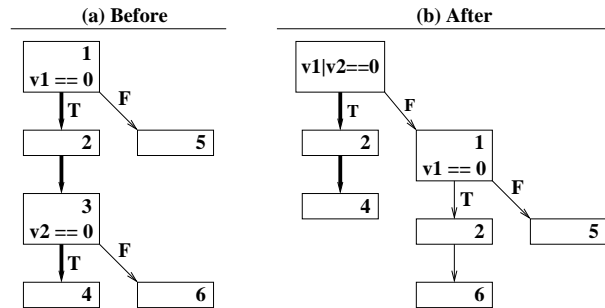 (a) Before
1
v1 == 0
T
F
2
5
3
v2 == 0
T
F
4
6
(b) After
v1|v2==0
T
F
2
1
v1 == 0
4
T
F
2
5
6